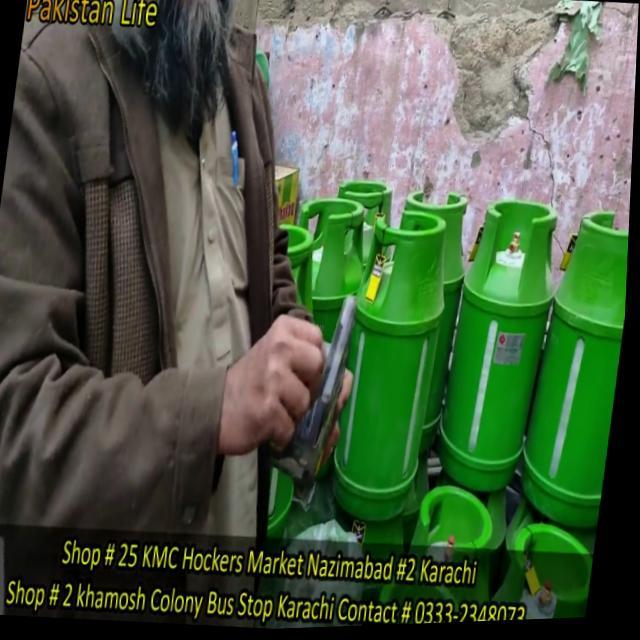 Pakistan Life
Shop # 25 KMC Hockers Market Nazimabad #2 Karachi
Shop # 2 khamosh Colony Bus Stop Karachi Contact # 0333-2348073